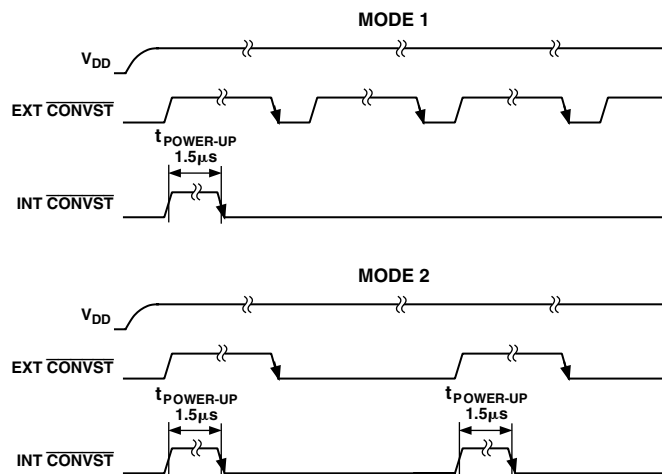 MODE 1
VDD
EXT CONVST
tPOWER-UP
1.5µs
INT CONVST
MODE 2
VDD
EXT CONVST
tPOWER-UP tPOWER-UP
1.5µs 1.5µs
INT CONVST